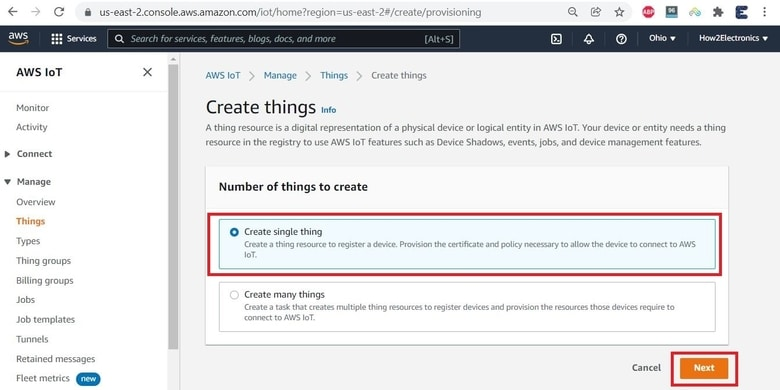 us-east-2.console.aws.amazon.com/iot/home?region=us-east-2#/create/provisioning
ABP
96
aws
Services
Search for services, features, blogs, docs, and more
[Alt+S]
Ohio
How2Electronics
AWS IoT
Monitor
Activity
Connect
Manage
Overview
Things
Types
Thing groups
Billing groups
Jobs
Job templates
Tunnels
Retained messages
Fleet metrics new
AWS IoT > Manage > Things > Create things
Create things Info
A thing resource is a digital representation of a physical device or logical entity in AWS IoT. Your device or entity needs a thing
resource in the registry to use AWS IoT features such as Device Shadows, events, jobs, and device management features.
Number of things to create
Create single thing
Create a thing resource to register a device. Provision the certificate and policy necessary to allow the device to connect to AWS
IoT.
Create many things
Create a task that creates multiple thing resources to register devices and provision the resources those devices require to
connect to AWS IoT.
Cancel
Next